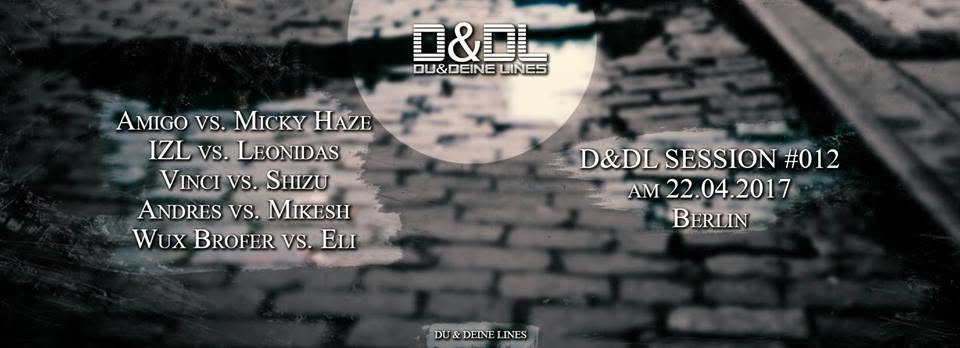 D&DL
DU&DEINE LINES
AMIGO VS. MICKY HAZE
IZL VS. LEONIDAS
VINCI VS. SHIZU
ANDRES VS. MIKESH
WUX BROFER VS. ELI
D&DL SESSION #012
AM 22.04.2017
BERLIN
DU & DEINE LINES